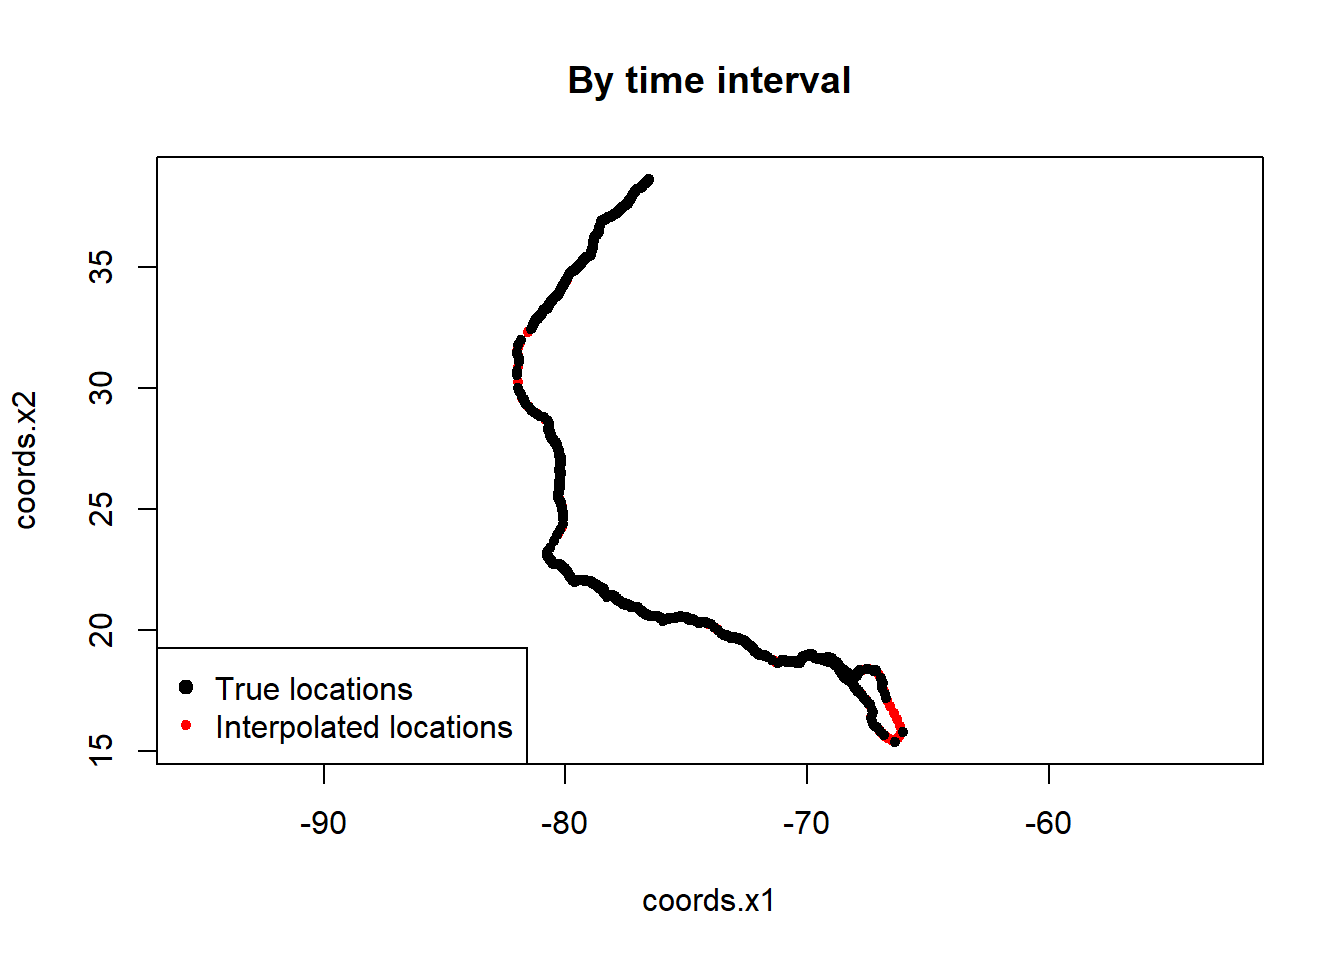 By time interval
coords.x2
35
30
25
20
15
True locations
Interpolated locations
-90
-80
-70
-60
coords.x1